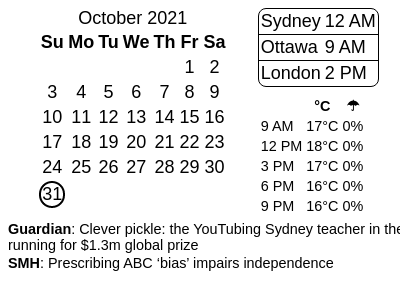 October 2021
Su Mo Tu We Th Fr Sa
1 2
3 4 5 6 7 8 9
10 11 12 13 14 15 16
17 18 19 20 21 22 23
24 25 26 27 28 29 30
31
Sydney 12 AM
Ottawa 9 AM
London 2 PM
°C ☂
9 AM 17°C 0%
12 PM 18°C 0%
3 PM 17°C 0%
6 PM 16°C 0%
9 PM 16°C 0%
Guardian: Clever pickle: the YouTubing Sydney teacher in the
running for $1.3m global prize
SMH: Prescribing ABC ‘bias’ impairs independence